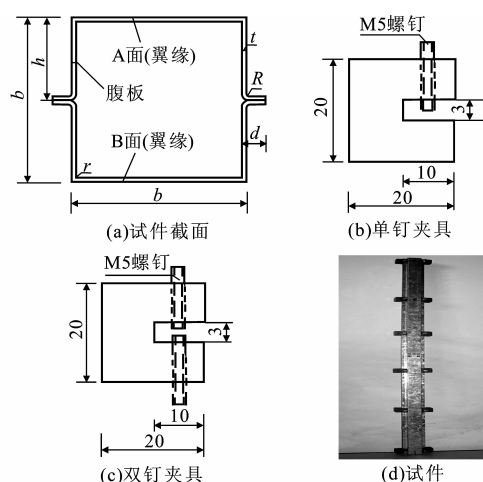 A面(翼缘)
t
h
b
腹板
R
B面(翼缘)
d
r
b
(a)试件截面
M5螺钉
20
3
10
20
(b)单钉夹具
M5螺钉
20
3
10
20
(c)双钉夹具
(d)试件